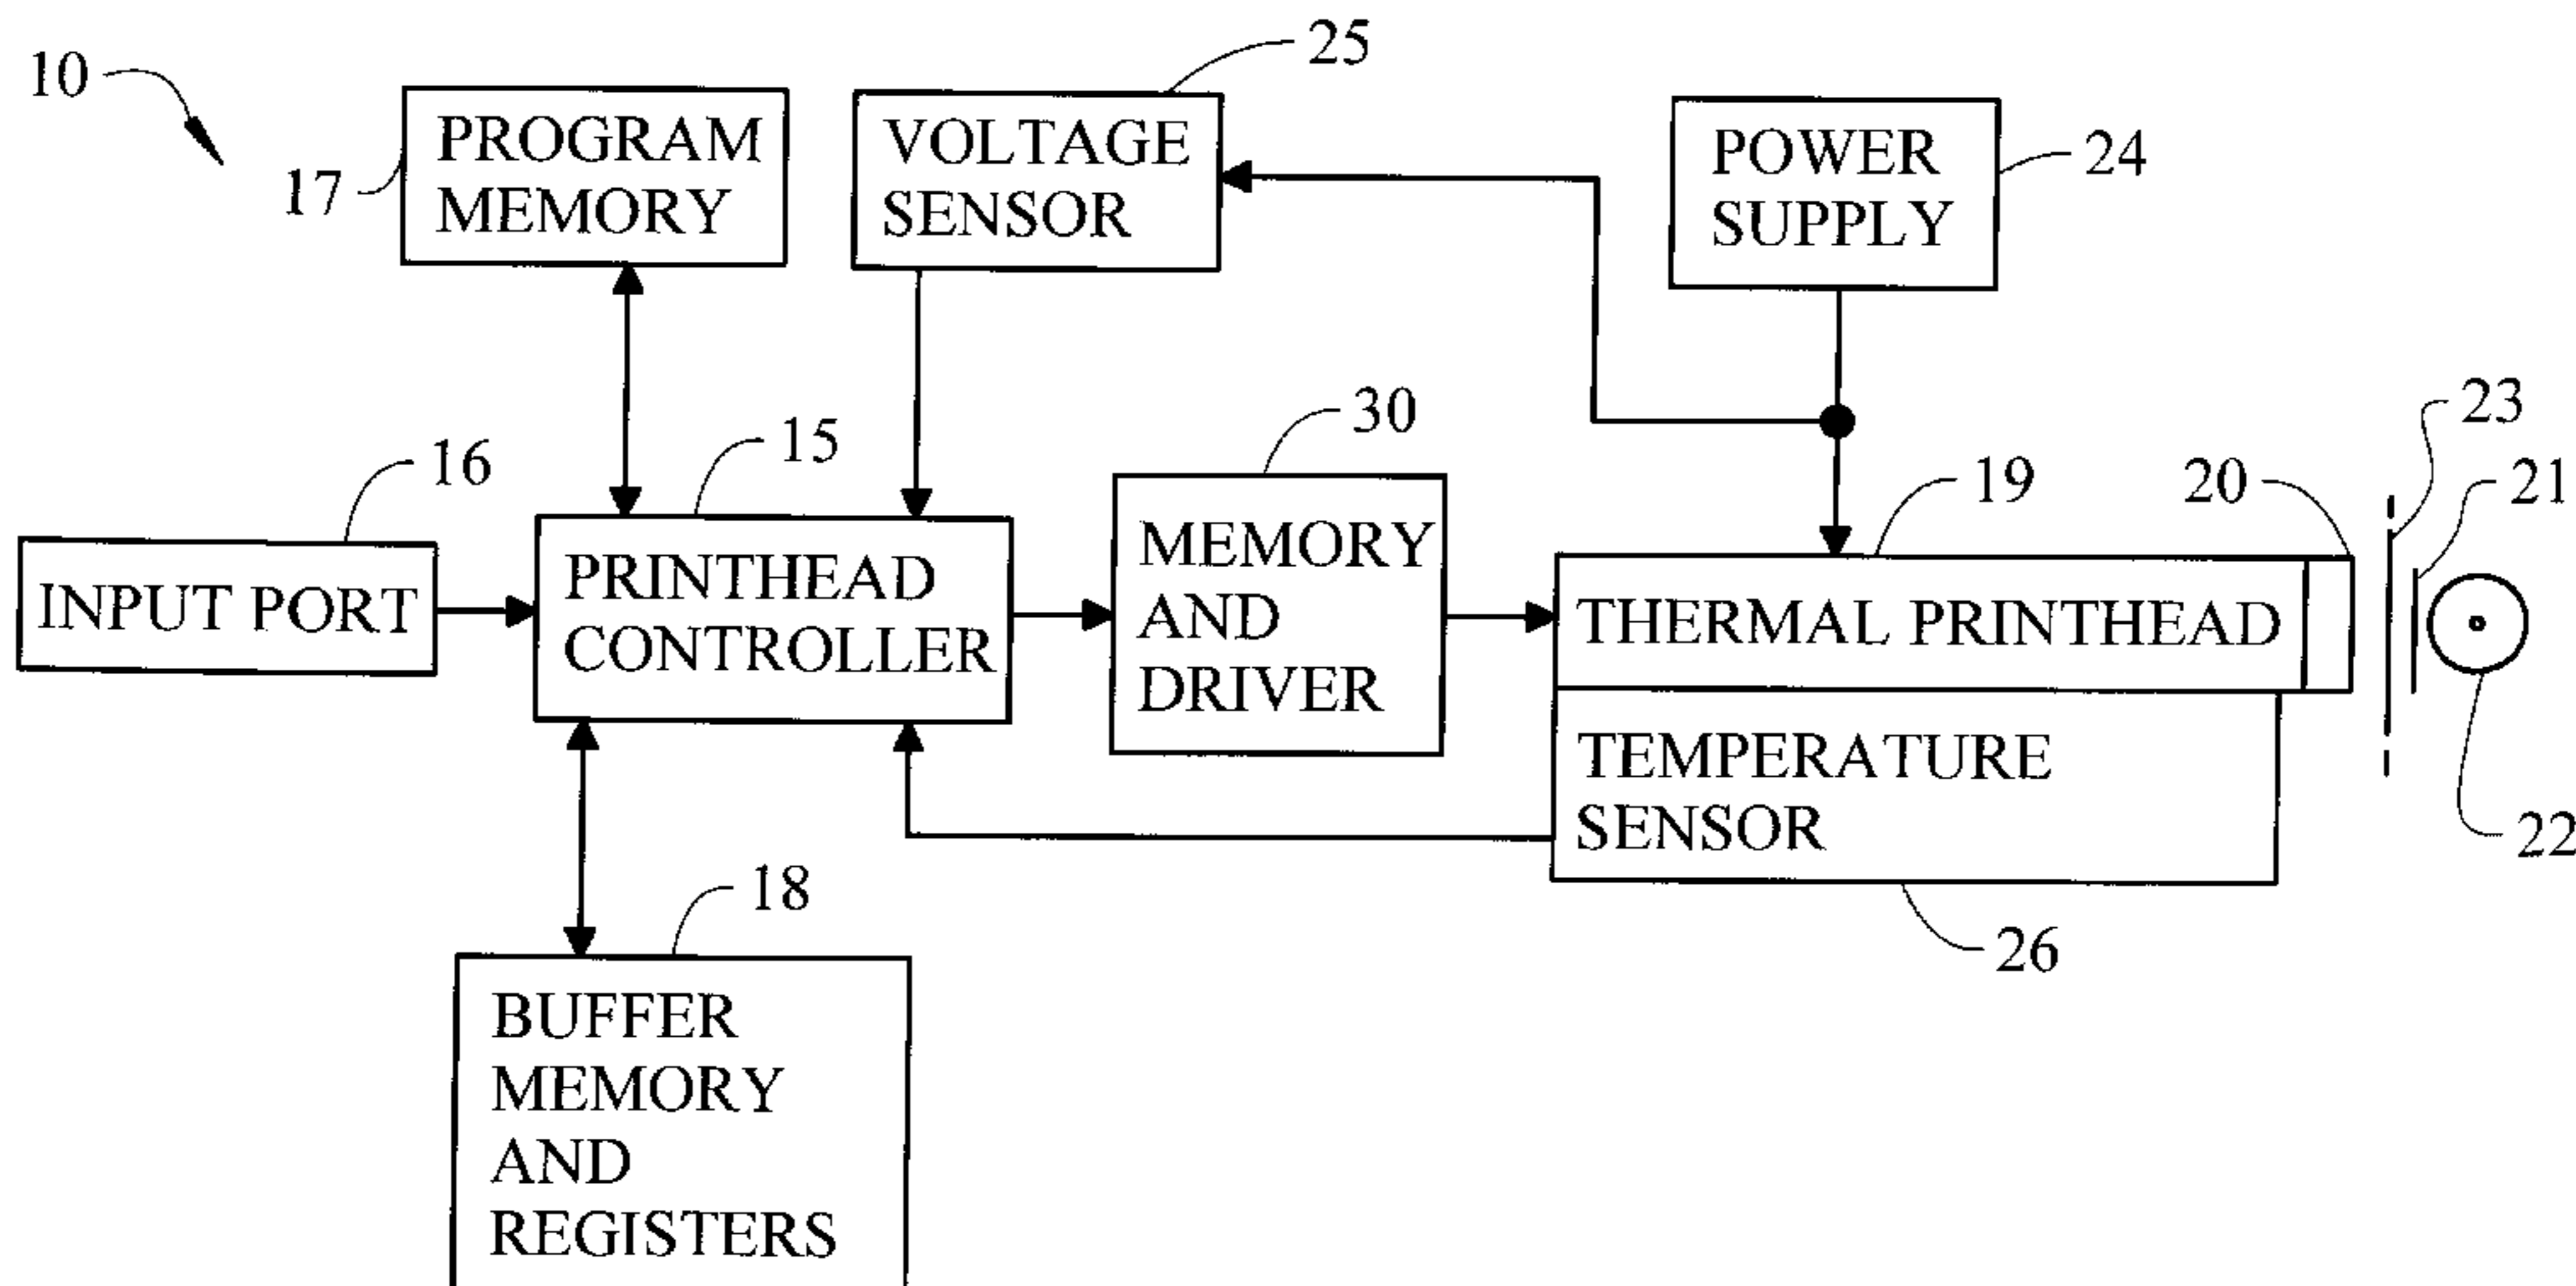 10
17
PROGRAM
MEMORY
25
VOLTAGE
SENSOR
POWER
SUPPLY
24
16
INPUT PORT
15
PRINTHEAD
CONTROLLER
30
MEMORY
AND
DRIVER
19
THERMAL PRINTHEAD
20
23
21
22
TEMPERATURE
SENSOR
26
18
BUFFER
MEMORY
AND
REGISTERS